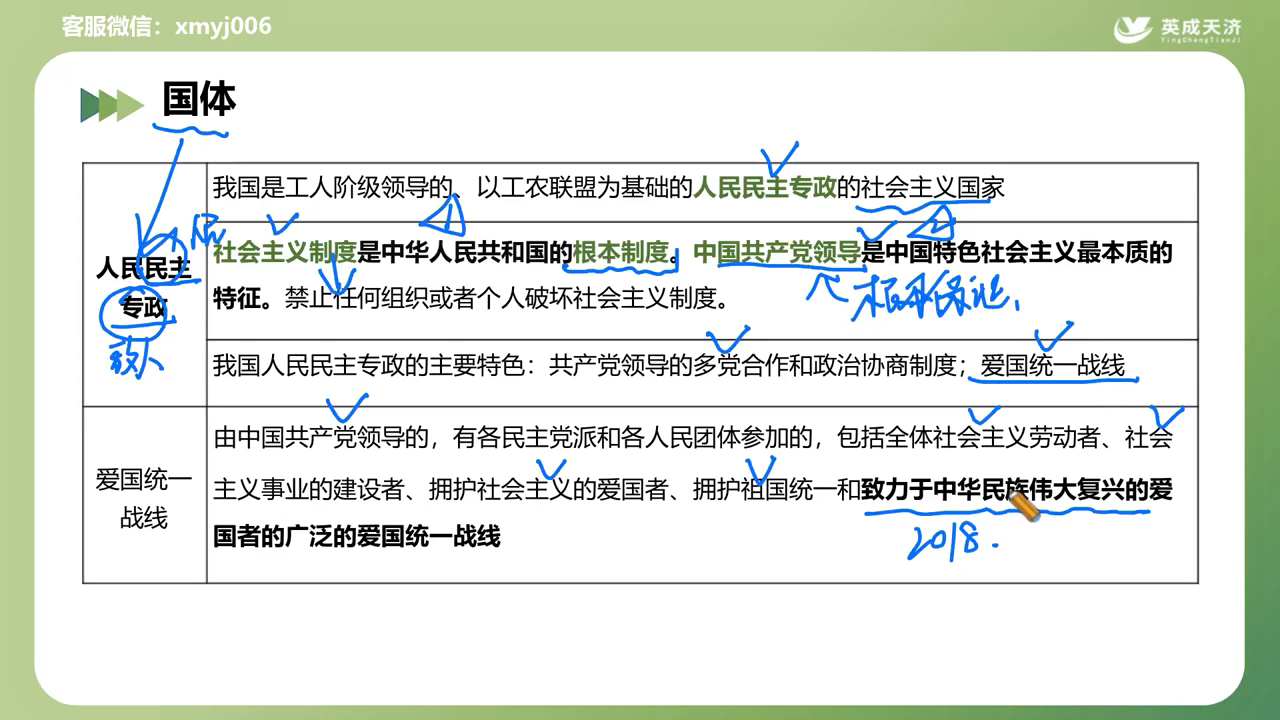 客服微信：xmyj006
英成天济
YingChengTianJi
国体
人民民主
专政
敌人
我国是工人阶级领导的、以工农联盟为基础的人民民主专政的社会主义国家
社会主义制度是中华人民共和国的根本制度。中国共产党领导是中国特色社会主义最本质的
特征。禁止任何组织或者个人破坏社会主义制度。
根本保证
我国人民民主专政的主要特色：共产党领导的多党合作和政治协商制度；爱国统一战线
爱国统一
战线
由中国共产党领导的，有各民主党派和各人民团体参加的，包括全体社会主义劳动者、社会
主义事业的建设者、拥护社会主义的爱国者、拥护祖国统一和致力于中华民族伟大复兴的爱
国者的广泛的爱国统一战线
2018.